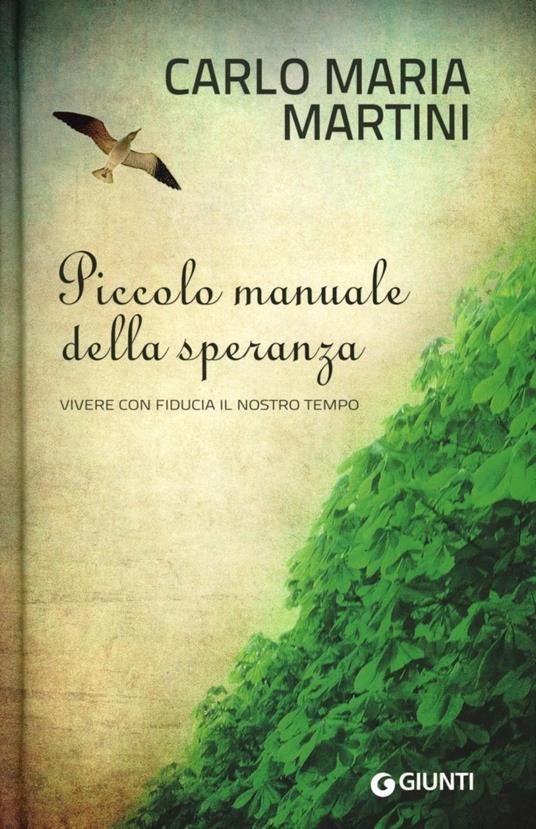 CARLO MARIA
MARTINI
Piccolo manuale
della speranza
VIVERE CON FIDUCIA IL NOSTRO TEMPO
GIUNTI